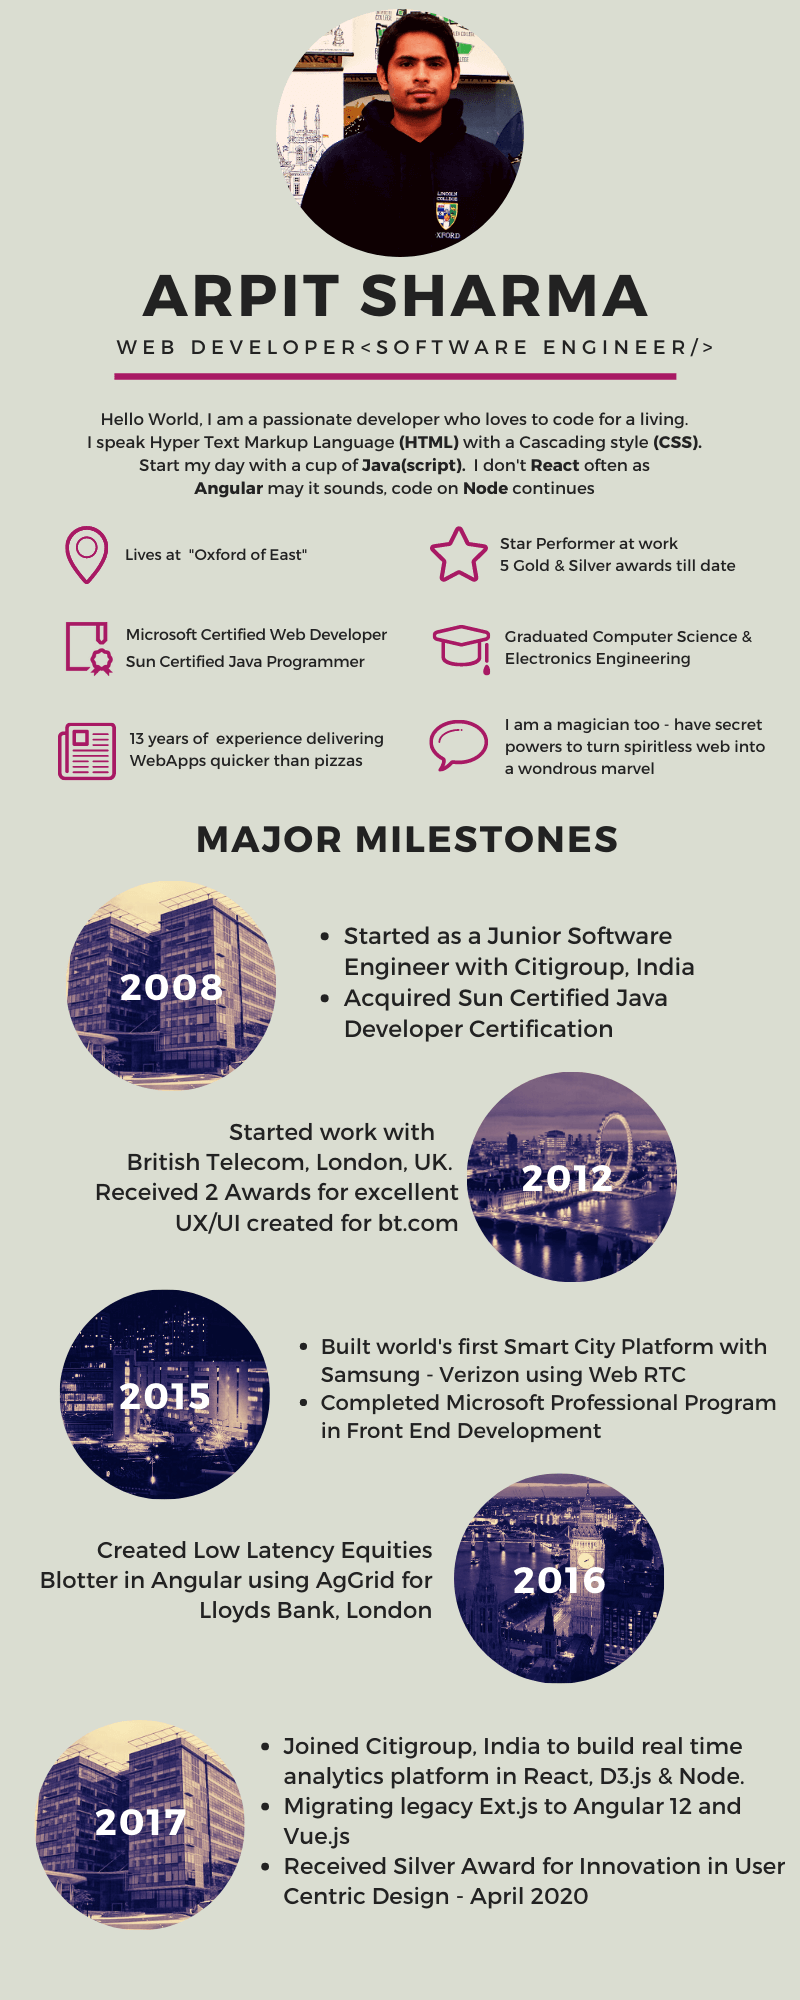 LINCOLN
COLLEGE
XFORD
ARPIT SHARMA
WEB DEVELOPER<SOFTWARE ENGINEER/>
Hello World, I am a passionate developer who loves to code for a living.
I speak Hyper Text Markup Language (HTML) with a Cascading style (CSS).
Start my day with a cup of Java(script). I don't React often as
Angular may it sounds, code on Node continues
Lives at "Oxford of East"
Star Performer at work
5 Gold & Silver awards till date
Microsoft Certified Web Developer
Sun Certified Java Programmer
Graduated Computer Science &
Electronics Engineering
13 years of experience delivering
WebApps quicker than pizzas
I am a magician too - have secret
powers to turn spiritless web into
a wondrous marvel
MAJOR MILESTONES
2008
• Started as a Junior Software
Engineer with Citigroup, India
• Acquired Sun Certified Java
Developer Certification
Started work with
British Telecom, London, UK.
Received 2 Awards for excellent
UX/UI created for bt.com
2012
2015
• Built world's first Smart City Platform with
Samsung - Verizon using Web RTC
• Completed Microsoft Professional Program
in Front End Development
Created Low Latency Equities
Blotter in Angular using AgGrid for
Lloyds Bank, London
2016
2017
• Joined Citigroup, India to build real time
analytics platform in React, D3.js & Node.
• Migrating legacy Ext.js to Angular 12 and
Vue.js
• Received Silver Award for Innovation in User
Centric Design - April 2020